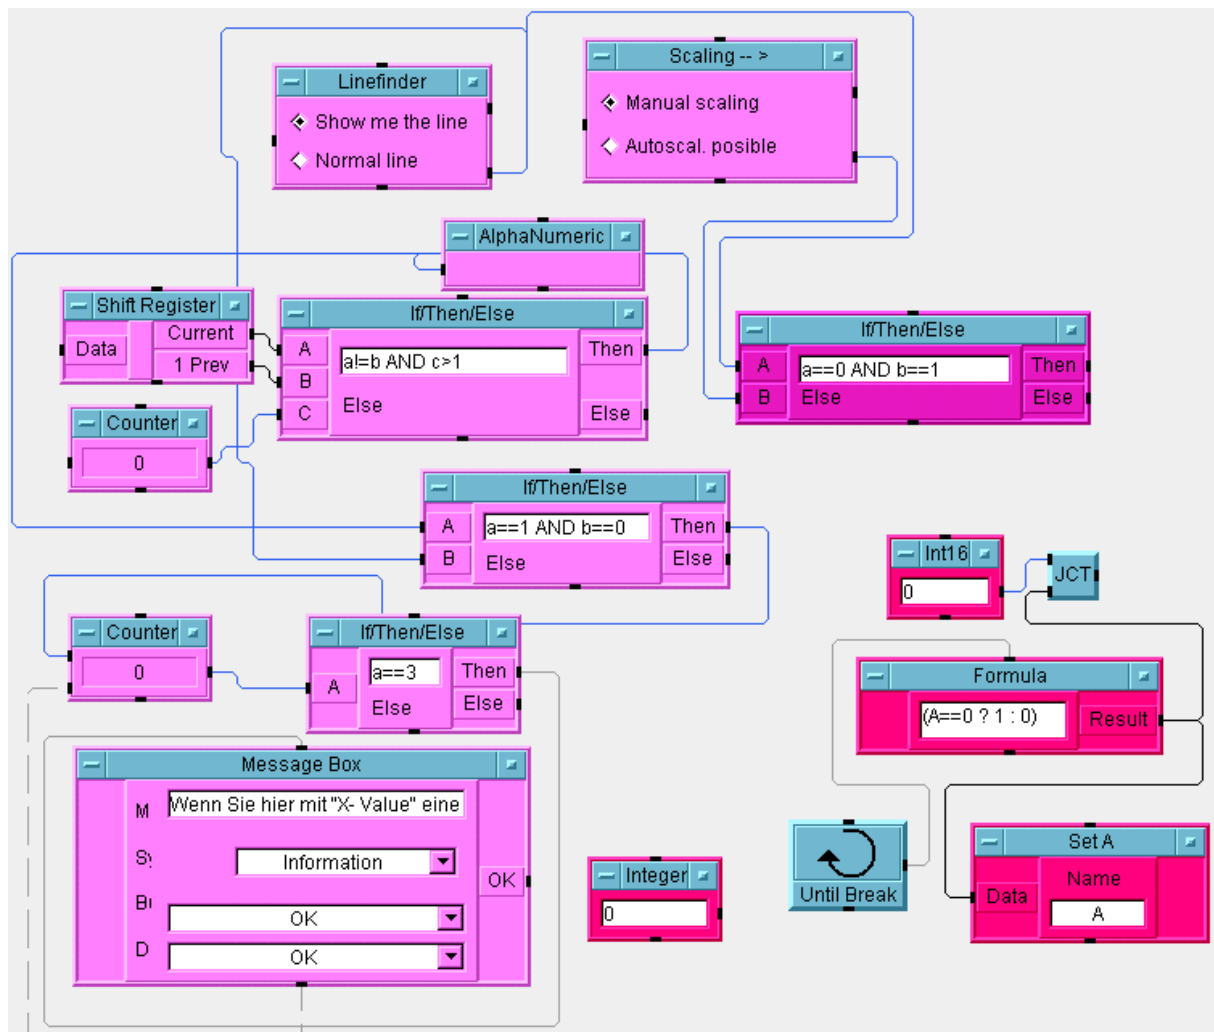 Scaling -- >
Linefinder
Manual scaling
Show me the line
Autoscal. posible
Normal line
AlphaNumeric
Shift Register
If/Then/Else
If/Then/Else
Current
Data
A
a!=b AND c>1
Then
1 Prev
B
A
a==0 AND b==1
Then
C
Else
Else
B
Else
Else
Counter
0
If/Then/Else
A
a==1 AND b==0
Then
B
Else
Else
Int16
0
JCT
Counter
If/Then/Else
0
A
a==3
Then
Else
Else
Formula
(A==0 ? 1 : 0)
Result
Message Box
M
Wenn Sie hier mit "X- Value" eine
Information
OK
OK
D
OK
Integer
0
Until Break
Set A
Name
Data
A